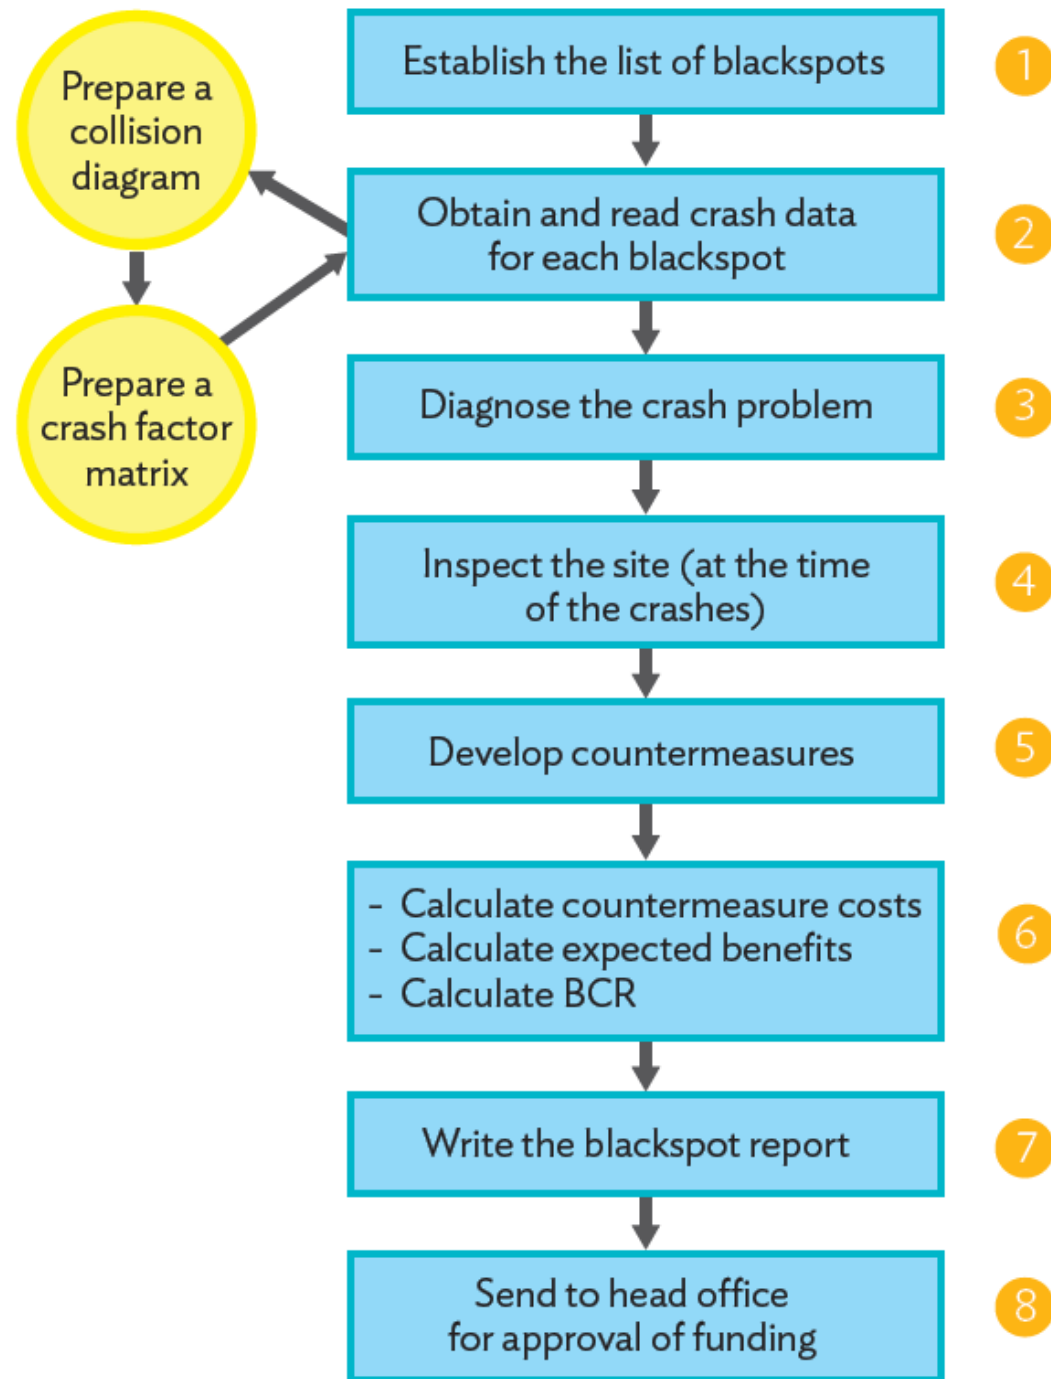 Establish the list of blackspots
1
Prepare a
collision
diagram
Obtain and read crash data
for each blackspot
2
Prepare a
crash factor
matrix
Diagnose the crash problem
3
Inspect the site (at the time
of the crashes)
4
Develop countermeasures
5
- Calculate countermeasure costs
- Calculate expected benefits
- Calculate BCR
6
Write the blackspot report
7
Send to head office
for approval of funding
8